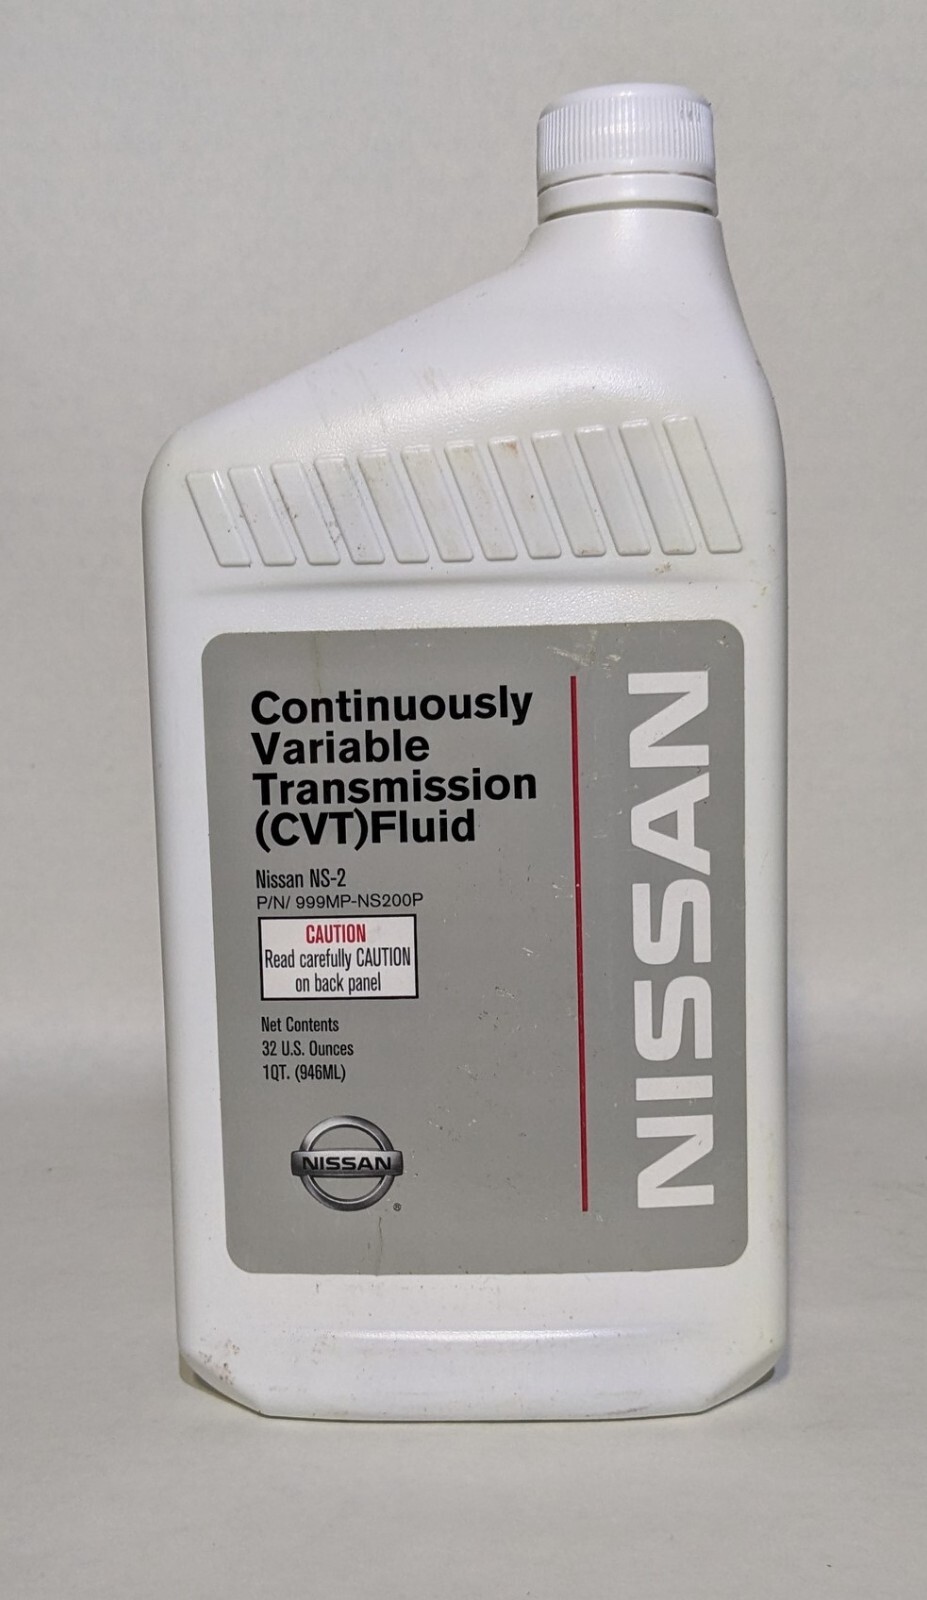 Continuously
Variable
Transmission
(CVT)Fluid
Nissan NS-2
P/N/ 999MP-NS200P
CAUTION
Read carefully CAUTION
on back panel
Net Contents
32 U.S. Ounces
1QT. (946ML)
NISSAN
®
NISSAN